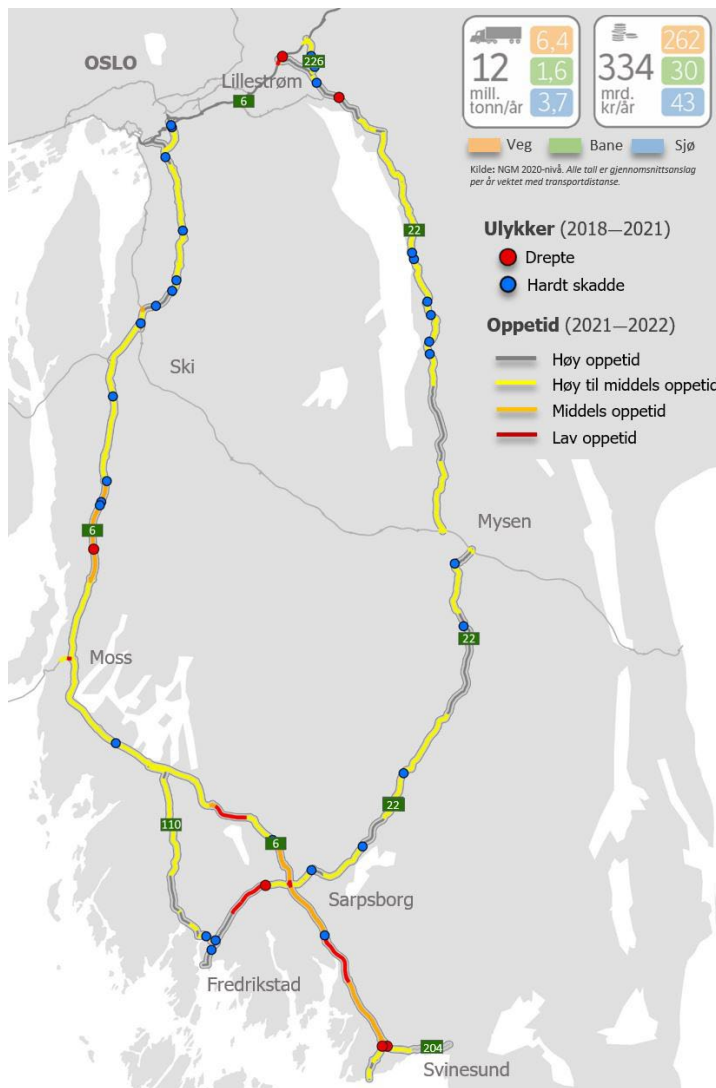 OSLO
Lillestrøm
226
6
6,4
12
1,6
mill.
tonn/år
3,7
262
334
30
mrd.
kr/år
43
Veg
Bane
Sjø
Kilde: NGM 2020-nivå. Alle tall er gjennomsnittsanslag
per år vektet med transportdistanse.
22
Ulykker (2018—2021)
Drepte
Hardt skadde
Oppetid (2021—2022)
Høy oppetid
Høy til middels oppetid
Middels oppetid
Lav oppetid
Ski
6
Mysen
22
Moss
22
110
6
Sarpsborg
Fredrikstad
204
Svinesund